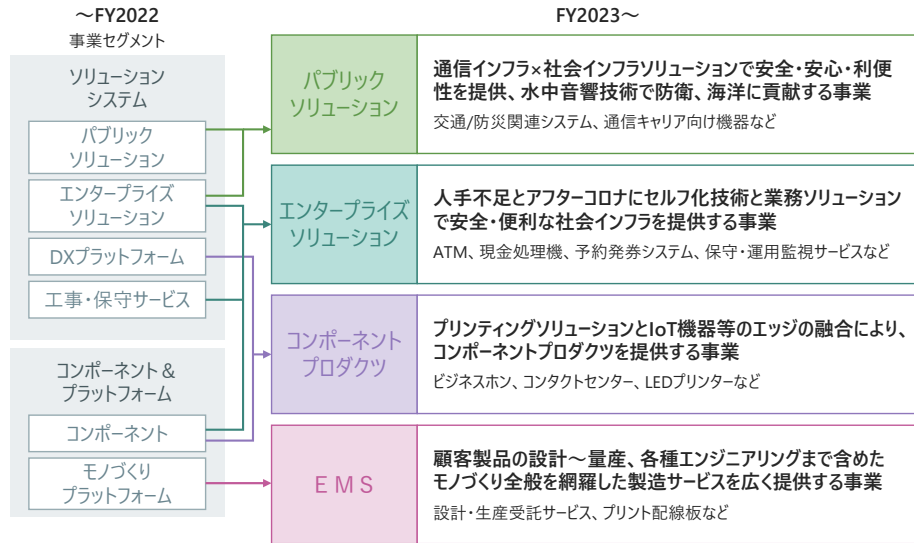 ～FY2022
事業セグメント
ソリューション
システム
パブリック
ソリューション
エンタープライズ
ソリューション
DXプラットフォーム
工事・保守サービス
コンポーネント &
プラットフォーム
コンポーネント
モノづくり
プラットフォーム
FY2023～
パブリック
ソリューション
通信インフラ×社会インフラソリューションで安全・安心・利便
性を提供、水中音響技術で防衛、海洋に貢献する事業
交通/防災関連システム、通信キャリア向け機器など
エンタープライズ
ソリューション
人手不足とアフターコロナにセルフ化技術と業務ソリューション
で安全・便利な社会インフラを提供する事業
ATM、現金処理機、予約発券システム、保守・運用監視サービスなど
コンポーネント
プロダクツ
プリンティングソリューションとIoT機器等のエッジの融合により、
コンポーネントプロダクツを提供する事業
ビジネスホン、コンタクトセンター、LEDプリンターなど
EMS
顧客製品の設計～量産、各種エンジニアリングまで含めた
モノづくり全般を網羅した製造サービスを広く提供する事業
設計・生産受託サービス、プリント配線板など